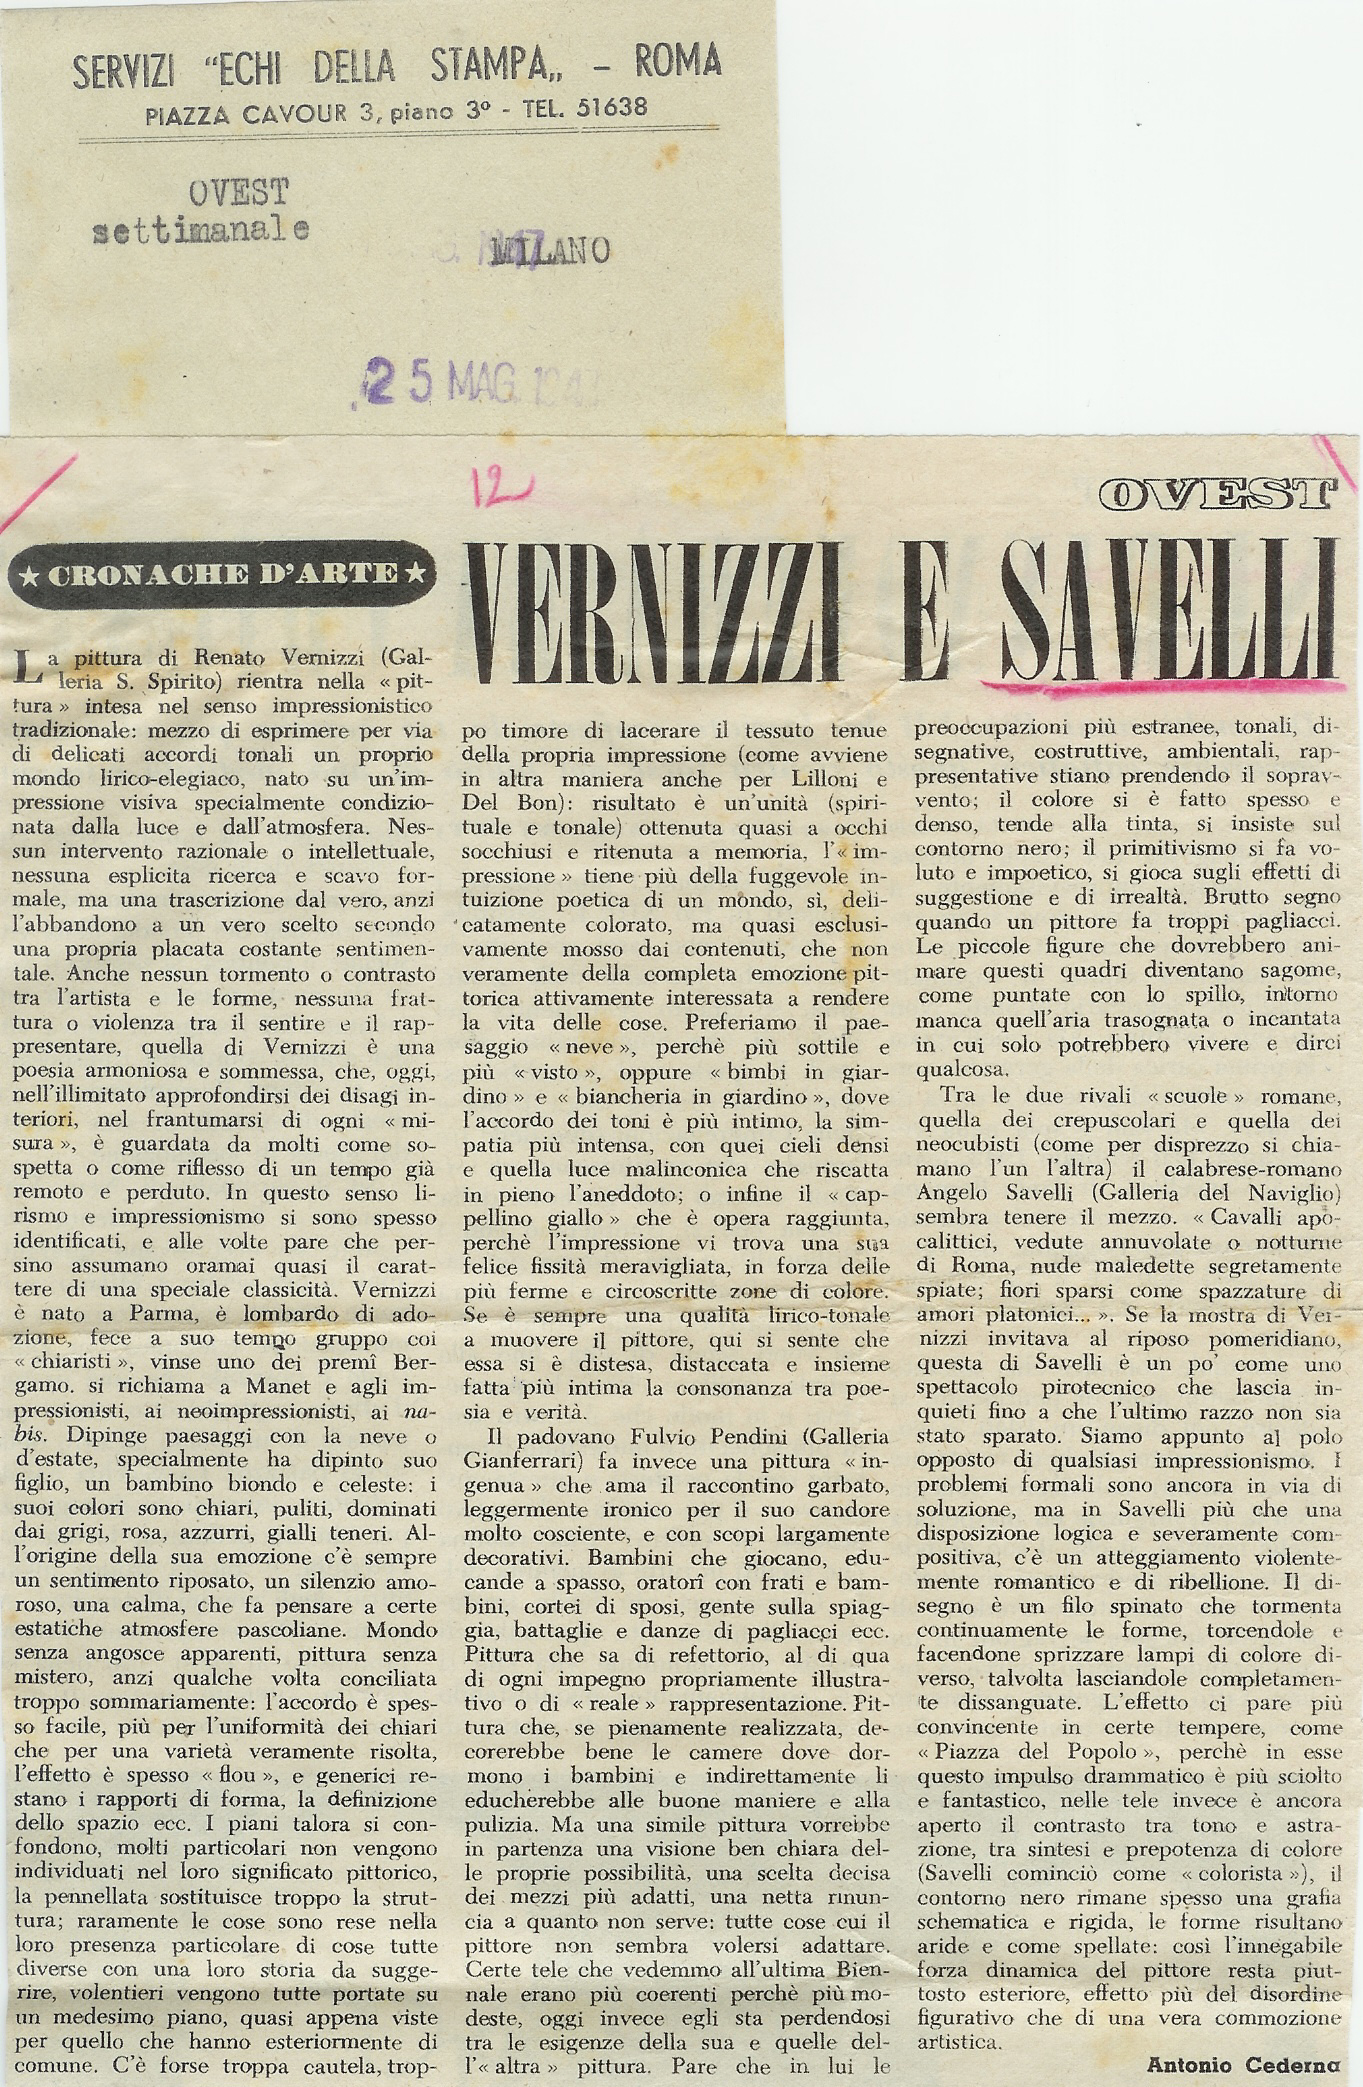 SERVIZI “ECHI DELLA STAMPA„ – ROMA
PIAZZA CAVOUR 3, piano 3º - TEL. 51638
OVEST
settimanale
MILANO
25 MAG. 1947
12
OVEST
★ CRONACHE D'ARTE ★
VERNIZZI E SAVELLI
La pittura di Renato Vernizzi (Gal-
leria S. Spirito) rientra nella « pit-
tura » intesa nel senso impressionistico
tradizionale: mezzo di esprimere per via
di delicati accordi tonali un proprio
mondo lirico-elegiaco, nato su un'im-
pressione visiva specialmente condizio-
nata dalla luce e dall'atmosfera. Nes-
sun intervento razionale o intellettuale,
nessuna esplicita ricerca e scavo for-
male, ma una trascrizione dal vero, anzi
l'abbandono a un vero scelto secondo
una propria placata costante sentimen-
tale. Anche nessun tormento o contrasto
tra l'artista e le forme, nessuna frat-
tura o violenza tra il sentire e il rap-
presentare, quella di Vernizzi è una
poesia armoniosa e sommessa, che, oggi,
nell'illimitato approfondirsi dei disagi in-
teriori, nel frantumarsi di ogni « mi-
sura », è guardata da molti come so-
spetta o come riflesso di un tempo già
remoto e perduto. In questo senso li-
rismo e impressionismo si sono spesso
identificati, e alle volte pare che per-
sino assumano oramai quasi il carat-
tere di una speciale classicità. Vernizzi
è nato a Parma, è lombardo di ado-
zione, fece a suo tempo gruppo coi
« chiaristi », vinse uno dei premî Ber-
gamo. si richiama a Manet e agli im-
pressionisti, ai neoimpressionisti, ai na-
bis. Dipinge paesaggi con la neve o
d'estate, specialmente ha dipinto suo
figlio, un bambino biondo e celeste: i
suoi colori sono chiari, puliti, dominati
dai grigi, rosa, azzurri, gialli teneri. Al-
l'origine della sua emozione c'è sempre
un sentimento riposato, un silenzio amo-
roso, una calma, che fa pensare a certe
estatiche atmosfere pascoliane. Mondo
senza angosce apparenti, pittura senza
mistero, anzi qualche volta conciliata
troppo sommariamente: l'accordo è spes-
so facile, più per l'uniformità dei chiari
che per una varietà veramente risolta,
l'effetto è spesso « flou », e generici re-
stano i rapporti di forma, la definizione
dello spazio ecc. I piani talora si con-
fondono, molti particolari non vengono
individuati nel loro significato pittorico,
la pennellata sostituisce troppo la strut-
tura; raramente le cose sono rese nella
loro presenza particolare di cose tutte
diverse con una loro storia da sugge-
rire, volentieri vengono tutte portate su
un medesimo piano, quasi appena viste
per quello che hanno esteriormente di
comune. C'è forse troppa cautela, trop-
po timore di lacerare il tessuto tenue
della propria impressione (come avviene
in altra maniera anche per Lilloni e
Del Bon): risultato è un'unità (spiri-
tuale e tonale) ottenuta quasi a occhi
socchiusi e ritenuta a memoria, l'« im-
pressione » tiene più della fuggevole in-
tuizione poetica di un mondo, sì, deli-
catamente colorato, ma quasi esclusi-
vamente mosso dai contenuti, che non
veramente della completa emozione pit-
torica attivamente interessata a rendere
la vita delle cose. Preferiamo il pae-
saggio « neve », perchè più sottile e
più « visto », oppure « bimbi in giar-
dino » e « biancheria in giardino », dove
l'accordo dei toni è più intimo, la sim-
patia più intensa, con quei cieli densi
e quella luce malinconica che riscatta
in pieno l'aneddoto; o infine il « cap-
pellino giallo » che è opera raggiunta,
perchè l'impressione vi trova una sua
felice fissità meravigliata, in forza delle
più ferme e circoscritte zone di colore.
Se è sempre una qualità lirico-tonale
a muovere il pittore, qui si sente che
essa si è distesa, distaccata e insieme
fatta più intima la consonanza tra poe-
sia e verità.
Il padovano Fulvio Pendini (Galleria
Gianferrari) fa invece una pittura « in-
genua » che ama il raccontino garbato,
leggermente ironico per il suo candore
molto cosciente, e con scopi largamente
decorativi. Bambini che giocano, edu-
cande a spasso, oratorî con frati e bam-
bini, cortei di sposi, gente sulla spiag-
gia, battaglie e danze di pagliacci ecc.
Pittura che sa di refettorio, al di qua
di ogni impegno propriamente illustra-
tivo o di « reale » rappresentazione. Pit-
tura che, se pienamente realizzata, de-
corerebbe bene le camere dove dor-
mono i bambini e indirettamente li
educherebbe alle buone maniere e alla
pulizia. Ma una simile pittura vorrebbe
in partenza una visione ben chiara del-
le proprie possibilità, una scelta decisa
dei mezzi più adatti, una netta rinun-
cia a quanto non serve: tutte cose cui il
pittore non sembra volersi adattare.
Certe tele che vedemmo all'ultima Bien-
nale erano più coerenti perchè più mo-
deste, oggi invece egli sta perdendosi
tra le esigenze della sua e quelle del-
l'« altra » pittura. Pare che in lui le
preoccupazioni più estranee, tonali, di-
segnative, costruttive, ambientali, rap-
presentative stiano prendendo il soprav-
vento; il colore si è fatto spesso e
denso, tende alla tinta, si insiste sul
contorno nero; il primitivismo si fa vo-
luto e impoetico, si gioca sugli effetti di
suggestione e di irrealtà. Brutto segno
quando un pittore fa troppi pagliacci.
Le piccole figure che dovrebbero ani-
mare questi quadri diventano sagome,
come puntate con lo spillo, intorno
manca quell'aria trasognata o incantata
in cui solo potrebbero vivere e dirci
qualcosa.
Tra le due rivali « scuole » romane,
quella dei crepuscolari e quella dei
neocubisti (come per disprezzo si chia-
mano l'un l'altra) il calabrese-romano
Angelo Savelli (Galleria del Naviglio)
sembra tenere il mezzo. « Cavalli apo-
calittici, vedute annuvolate o notturne
di Roma, nude maledette segretamente
spiate; fiori sparsi come spazzature di
amori platonici... ». Se la mostra di Ver-
nizzi invitava al riposo pomeridiano,
questa di Savelli è un po' come uno
spettacolo pirotecnico che lascia in-
quieti fino a che l'ultimo razzo non sia
stato sparato. Siamo appunto al polo
opposto di qualsiasi impressionismo. I
problemi formali sono ancora in via di
soluzione, ma in Savelli più che una
disposizione logica e severamente com-
positiva, c'è un atteggiamento violente-
mente romantico e di ribellione. Il di-
segno è un filo spinato che tormenta
continuamente le forme, torcendole e
facendone sprizzare lampi di colore di-
verso, talvolta lasciandole completamen-
te dissanguate. L'effetto ci pare più
convincente in certe tempere, come
« Piazza del Popolo », perchè in esse
questo impulso drammatico è più sciolto
e fantastico, nelle tele invece è ancora
aperto il contrasto tra tono e astra-
zione, tra sintesi e prepotenza di colore
(Savelli cominciò come « colorista »), il
contorno nero rimane spesso una grafia
schematica e rigida, le forme risultano
aride e come spellate: così l'innegabile
forza dinamica del pittore resta piut-
tosto esteriore, effetto più del disordine
figurativo che di una vera commozione
artistica.
Antonio Cederna